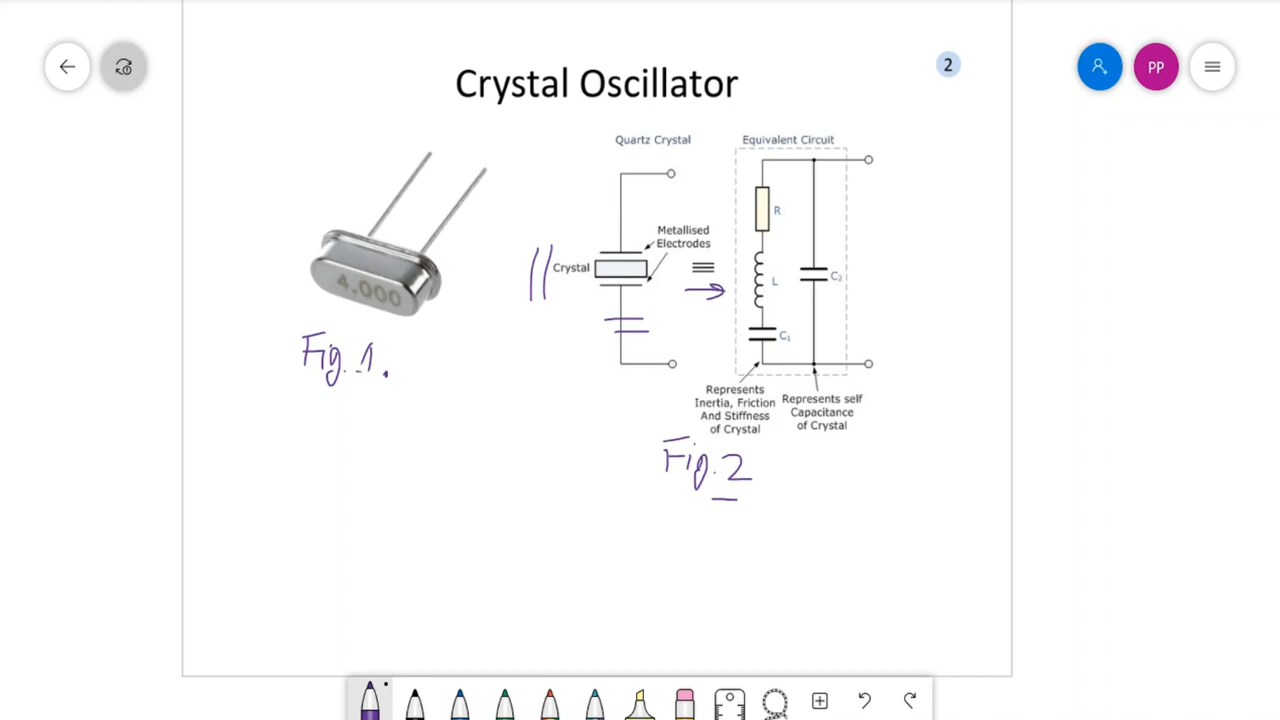 2
PP
Crystal Oscillator
Quartz Crystal
Equivalent Circuit
4.000
Metallised
Electrodes
Crystal
R
L
C₂
C₁
Represents
Inertia, Friction
And Stiffness
of Crystal
Represents self
Capacitance
of Crystal
Fig. 1.
Fig. 2